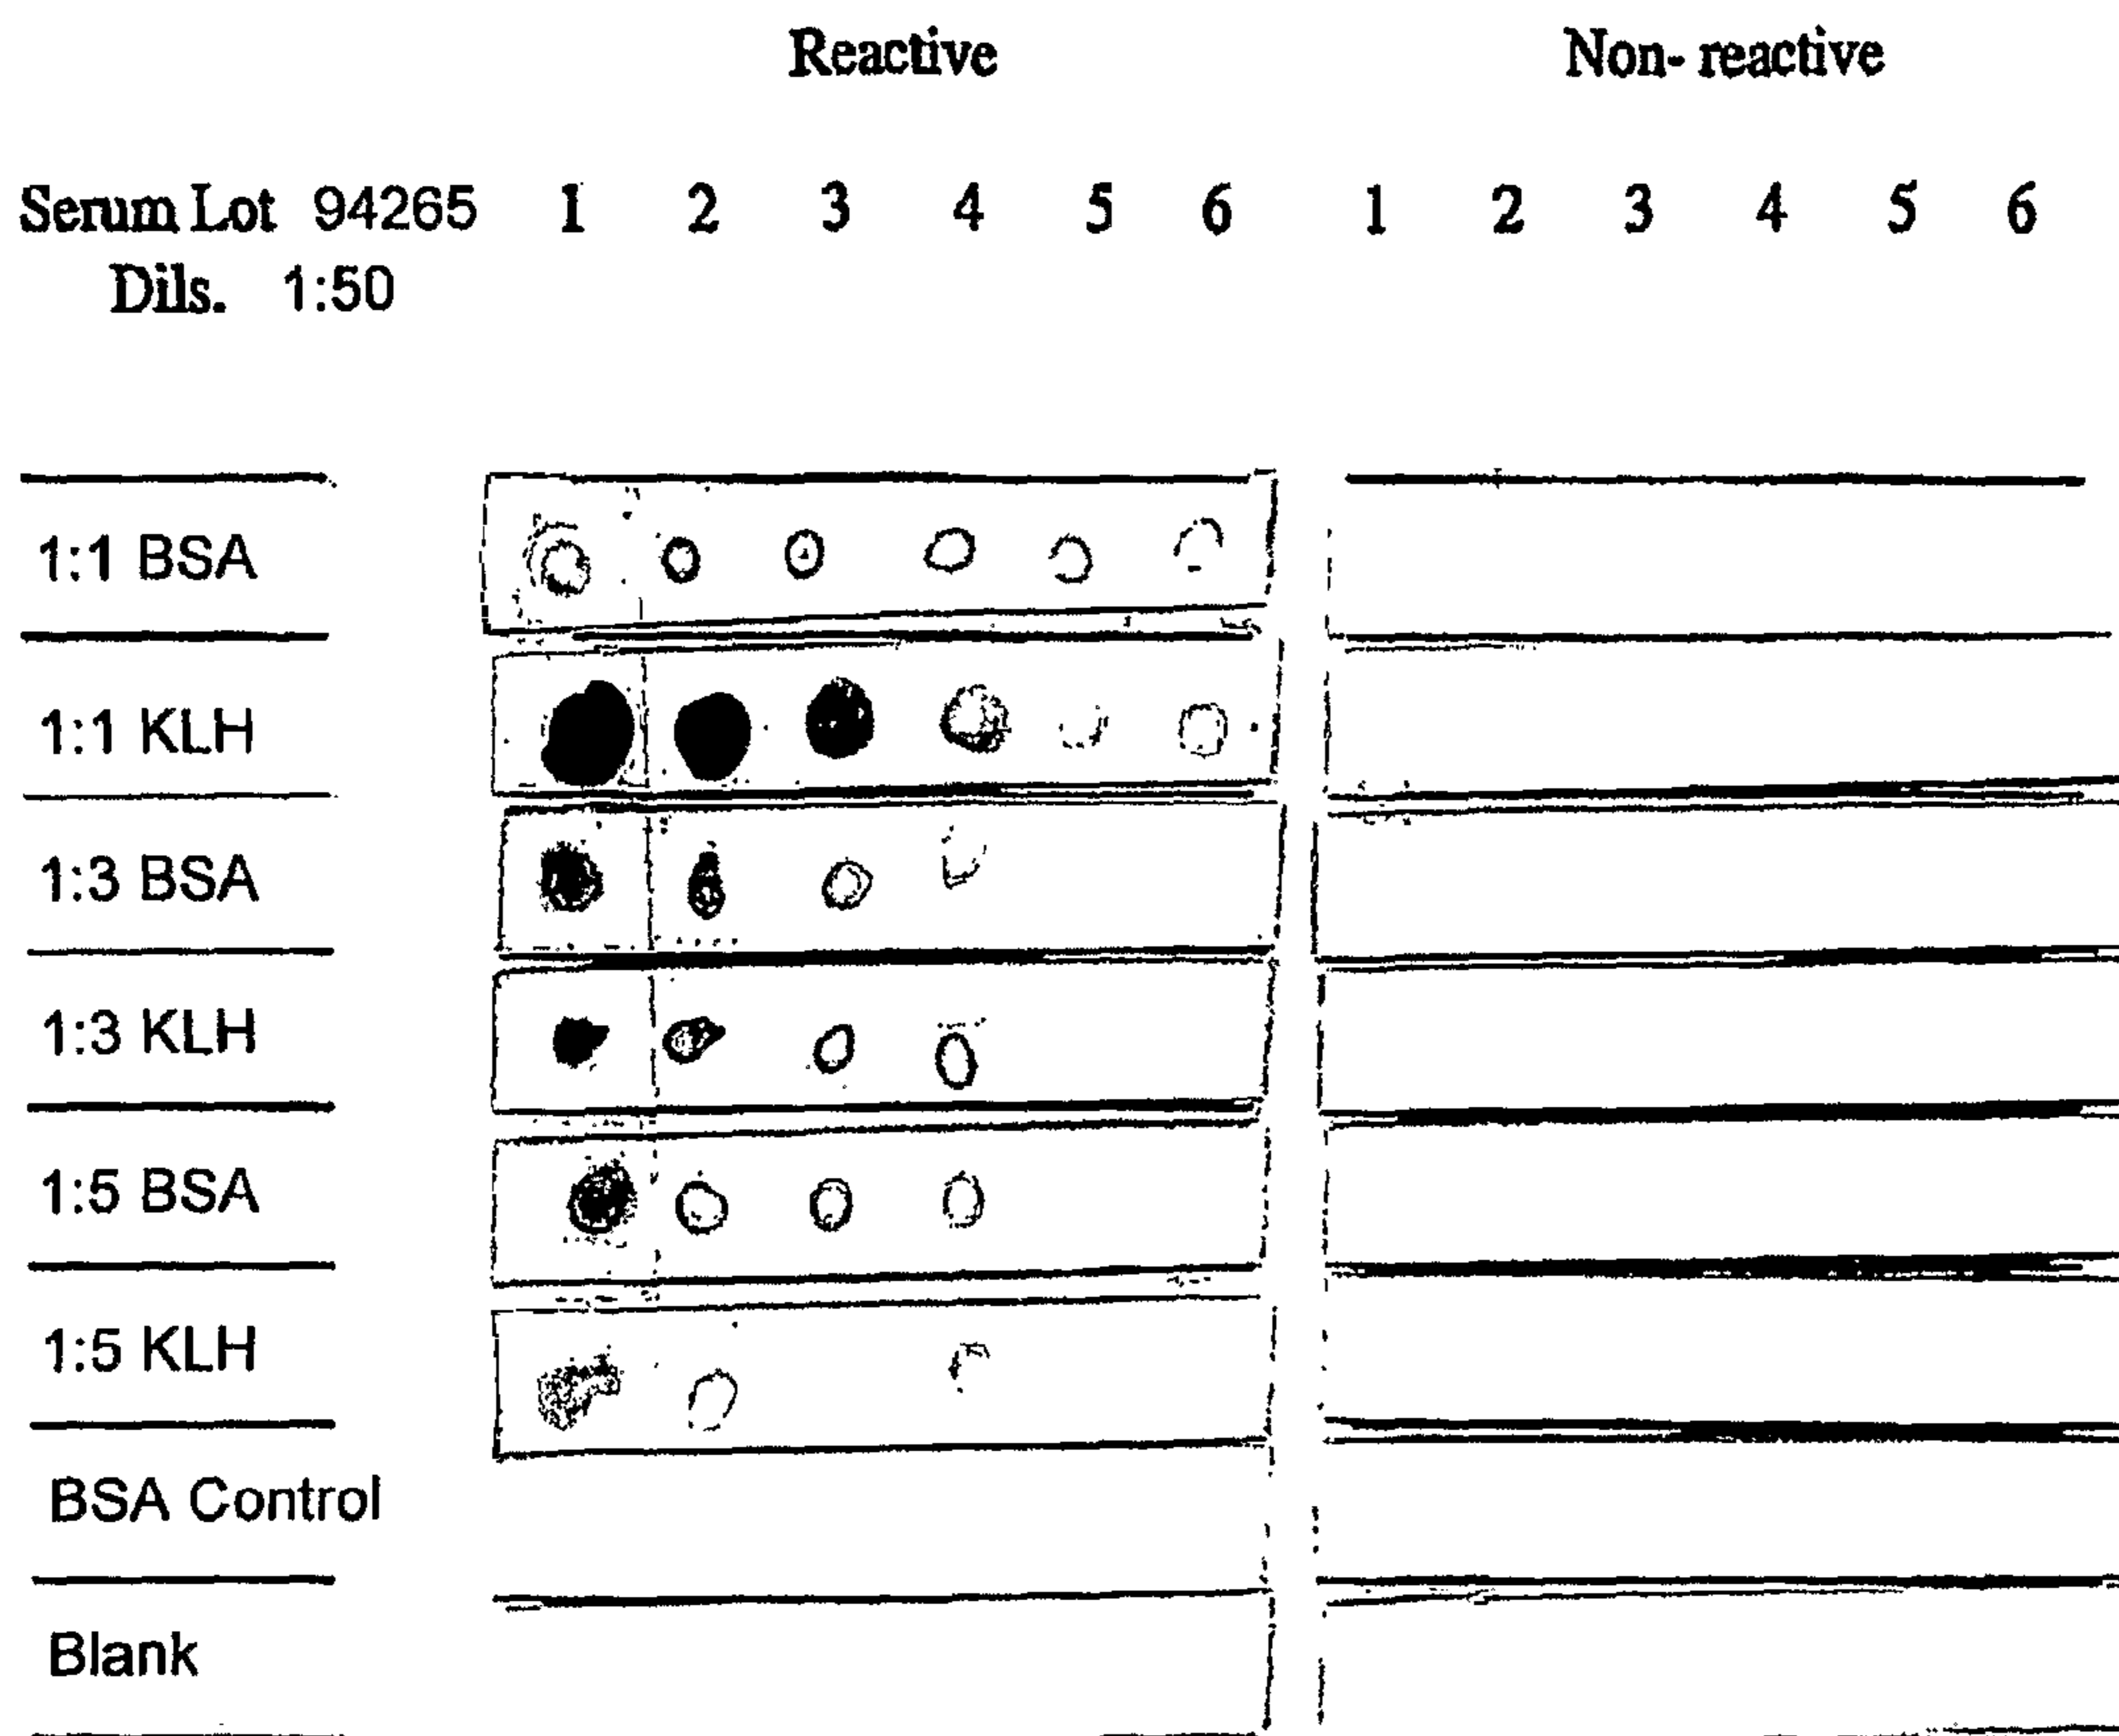 Reactive Non- reactive
Serum Lot 94265 1 2 3 4 5 6 1 2 3 4 5 6
Dils. 1:50
1:1 BSA
1:1 KLH
1:3 BSA
1:3 KLH
1:5 BSA
1:5 KLH
BSA Control
Blank